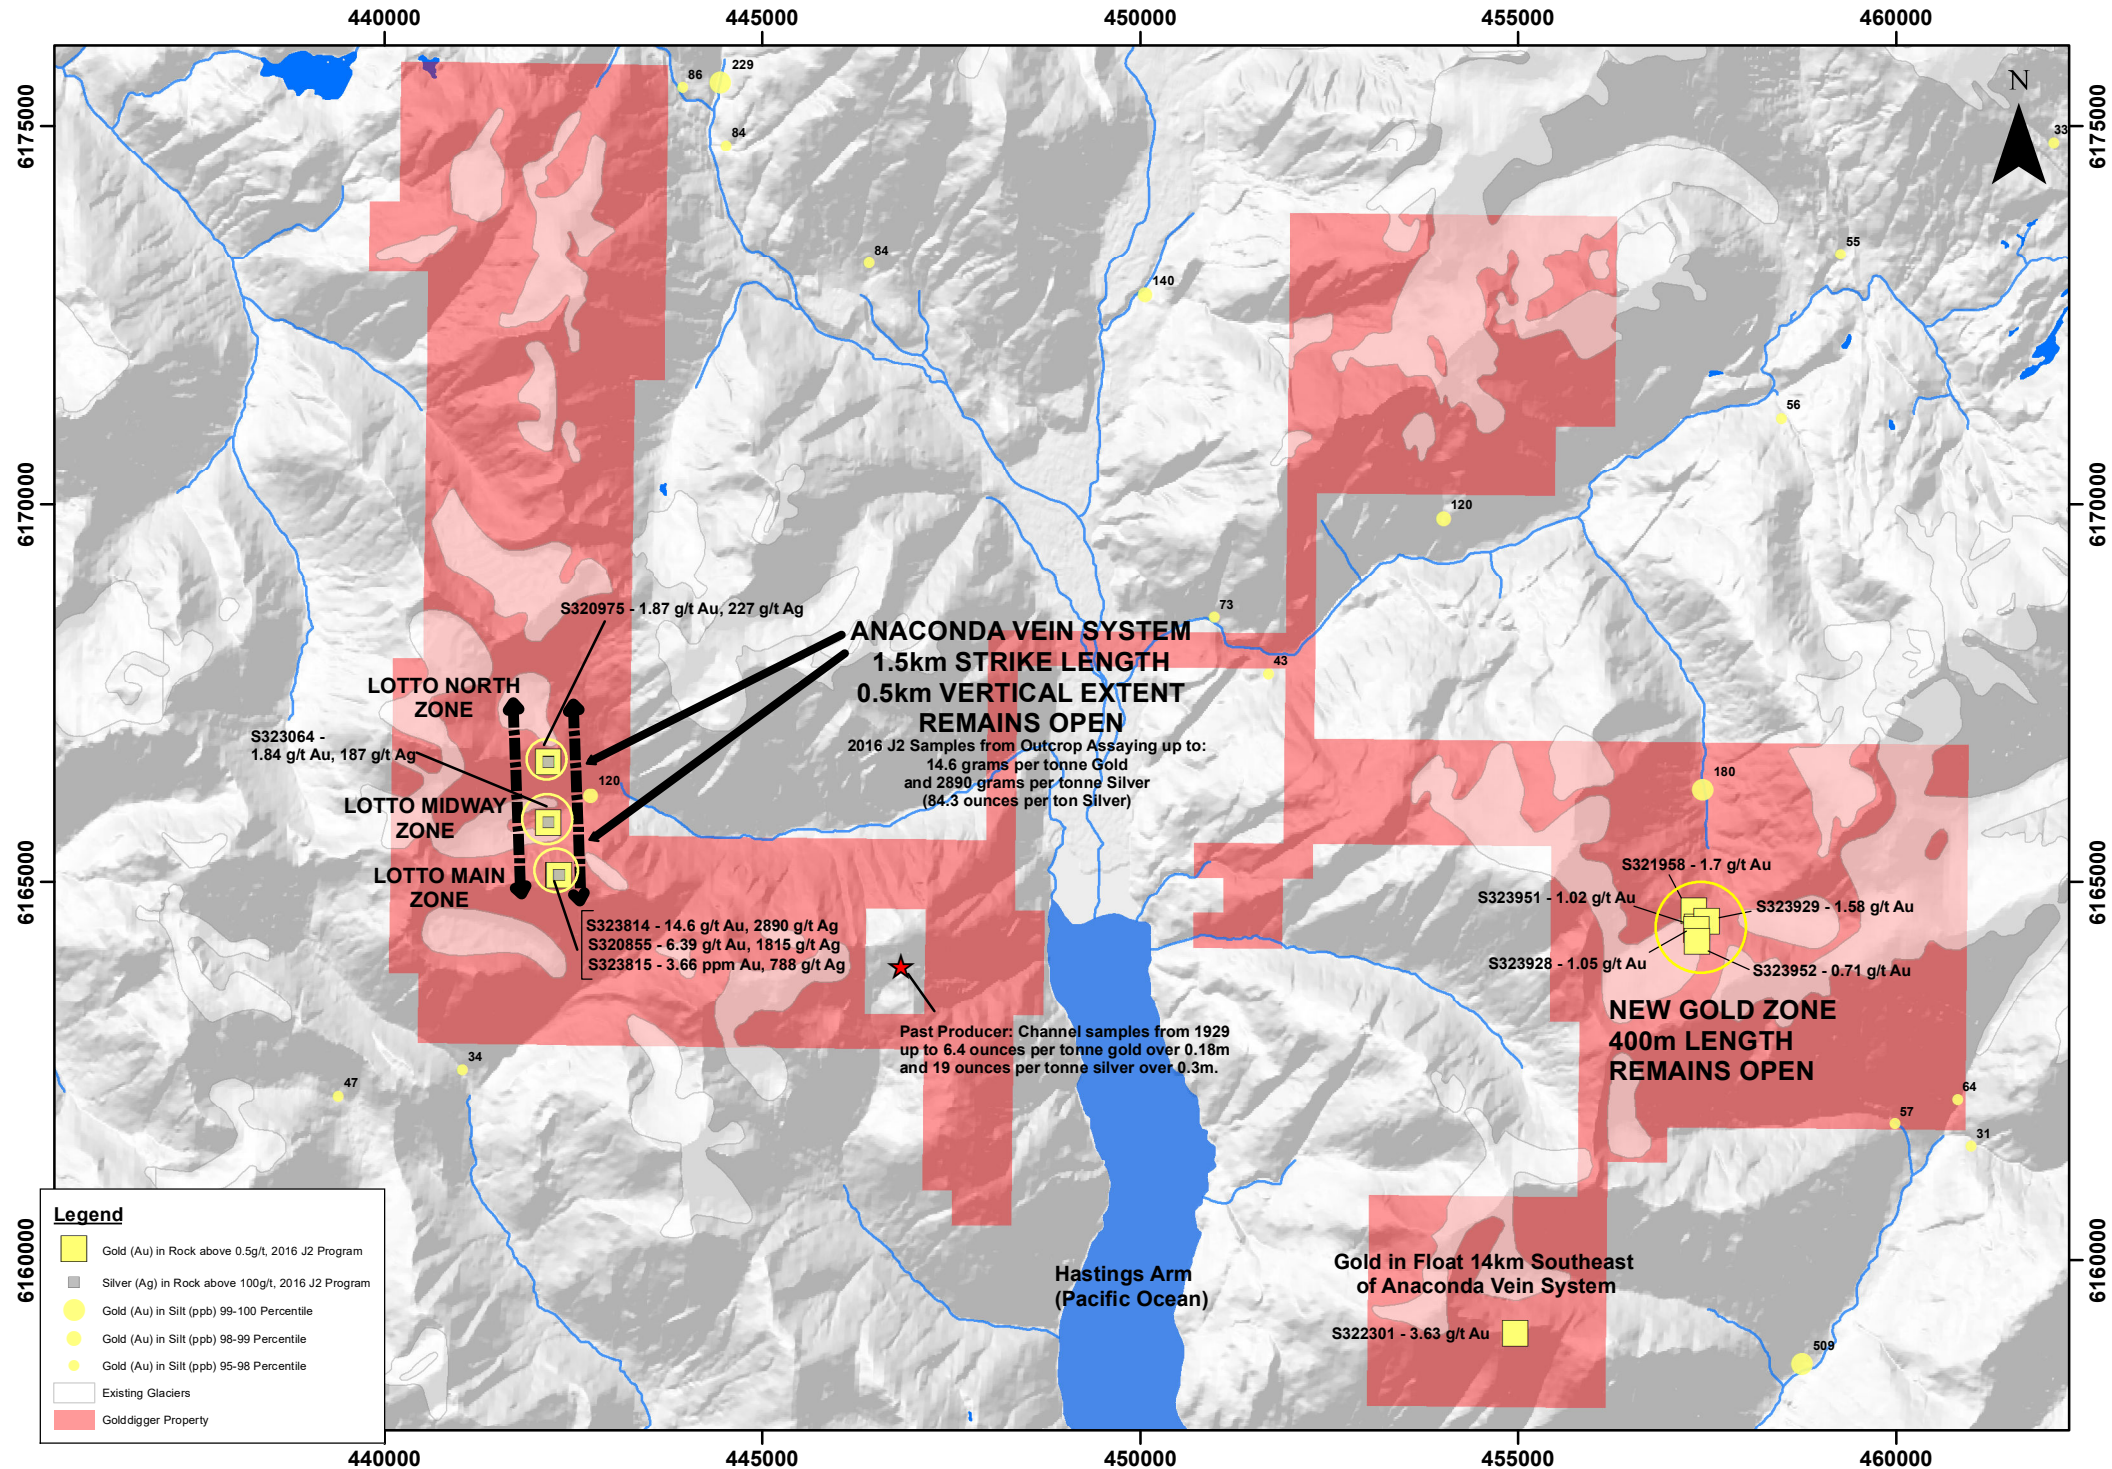 440000
445000
450000
455000
460000
N
6175000
6175000
86
229
84
33
84
140
55
56
6170000
6170000
120
S320975 - 1.87 g/t Au, 227 g/t Ag
73
43
ANACONDA VEIN SYSTEM
1.5km STRIKE LENGTH
0.5km VERTICAL EXTENT
REMAINS OPEN
2016 J2 Samples from Outcrop Assaying up to:
14.6 grams per tonne Gold
and 2890 grams per tonne Silver
(84.3 ounces per ton Silver)
LOTTO NORTH
ZONE
S323064 -
1.84 g/t Au, 187 g/t Ag
120
180
LOTTO MIDWAY
ZONE
LOTTO MAIN
ZONE
6165000
6165000
S321958 - 1.7 g/t Au
S323951 - 1.02 g/t Au
S323929 - 1.58 g/t Au
S323928 - 1.05 g/t Au
S323952 - 0.71 g/t Au
S323814 - 14.6 g/t Au, 2890 g/t Ag
S320855 - 6.39 g/t Au, 1815 g/t Ag
S323815 - 3.66 ppm Au, 788 g/t Ag
NEW GOLD ZONE
400m LENGTH
REMAINS OPEN
Past Producer: Channel samples from 1929
up to 6.4 ounces per tonne gold over 0.18m
and 19 ounces per tonne silver over 0.3m.
34
47
64
57
31
6160000
6160000
Hastings Arm
(Pacific Ocean)
Gold in Float 14km Southeast
of Anaconda Vein System
S322301 - 3.63 g/t Au
509
Legend
Gold (Au) in Rock above 0.5g/t, 2016 J2 Program
Silver (Ag) in Rock above 100g/t, 2016 J2 Program
Gold (Au) in Silt (ppb) 99-100 Percentile
Gold (Au) in Silt (ppb) 98-99 Percentile
Gold (Au) in Silt (ppb) 95-98 Percentile
Existing Glaciers
Golddigger Property
440000
445000
450000
455000
460000